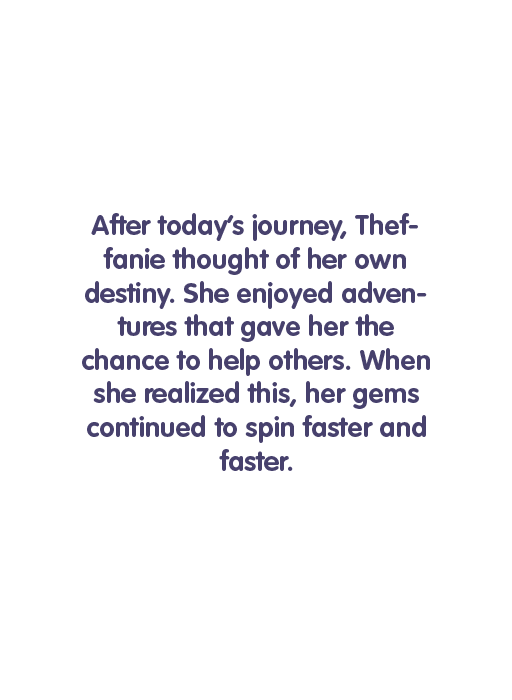 After today's journey, Thef-
fanie thought of her own
destiny. She enjoyed adven-
tures that gave her the
chance to help others. When
she realized this, her gems
continued to spin faster and
faster.